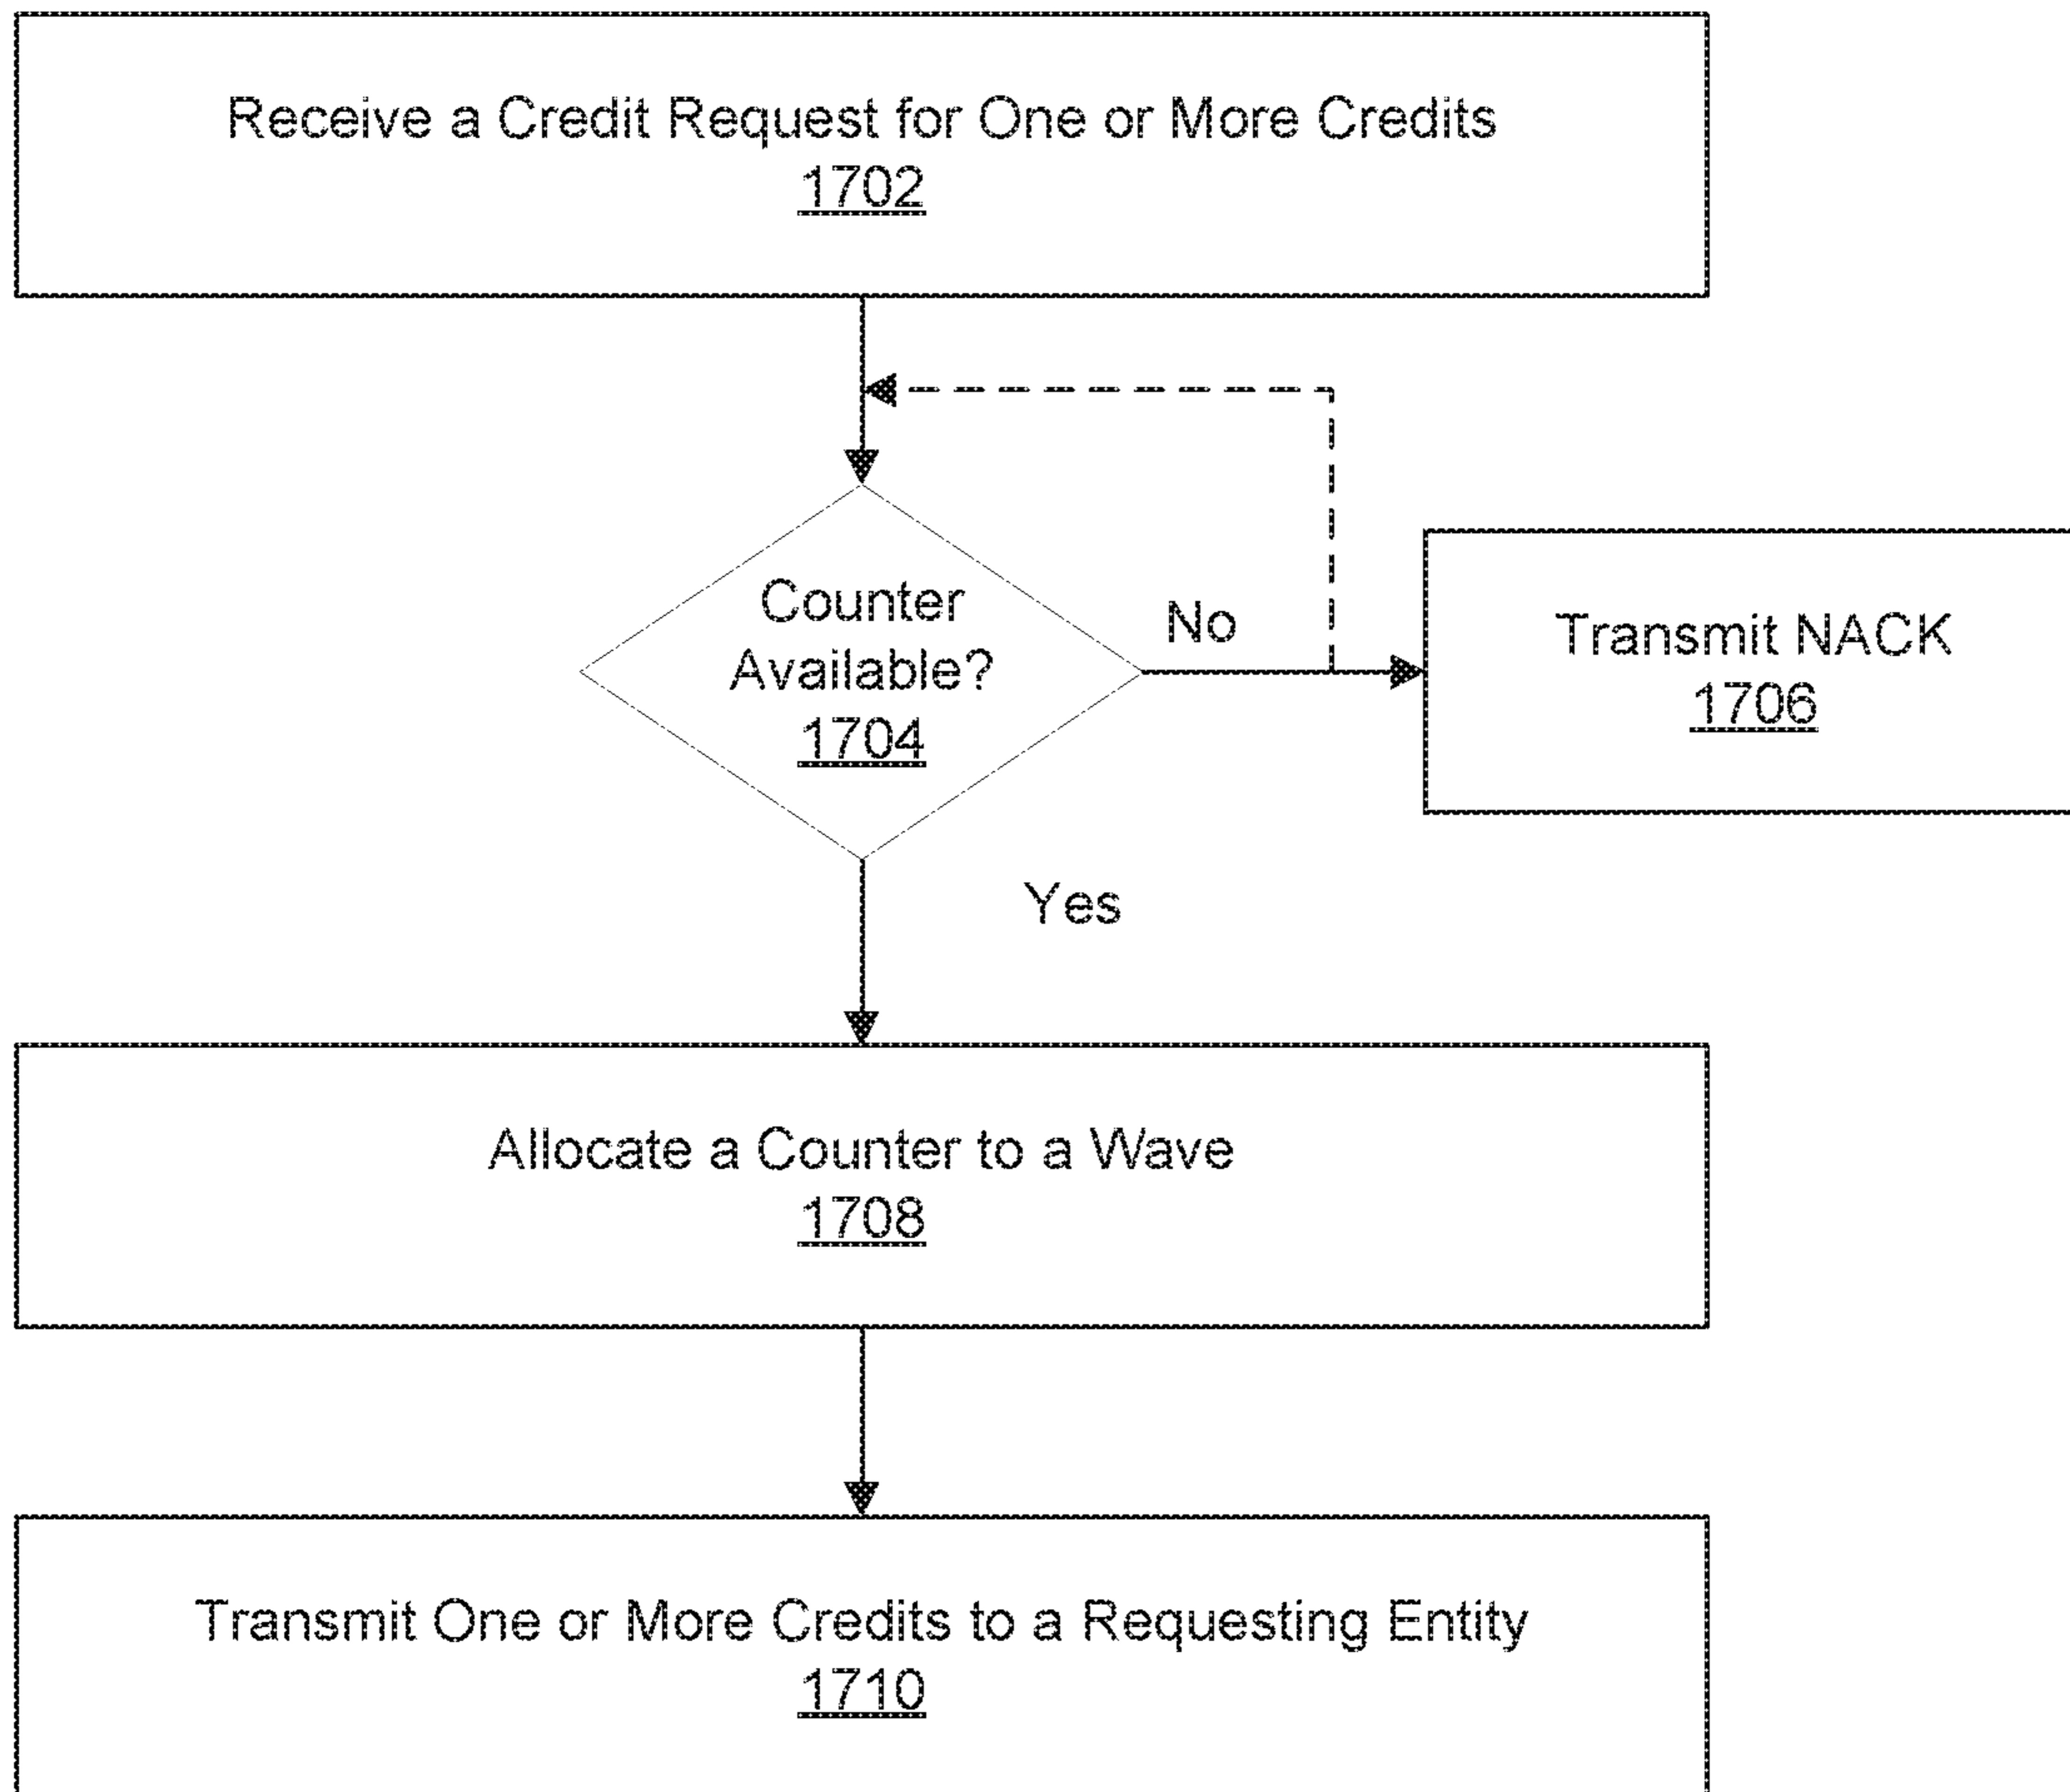 Receive a Credit Request for One or More Credits
1702
Counter
Available?
1704
No
Transmit NACK
1706
Yes
Allocate a Counter to a Wave
1708
Transmit One or More Credits to a Requesting Entity
1710